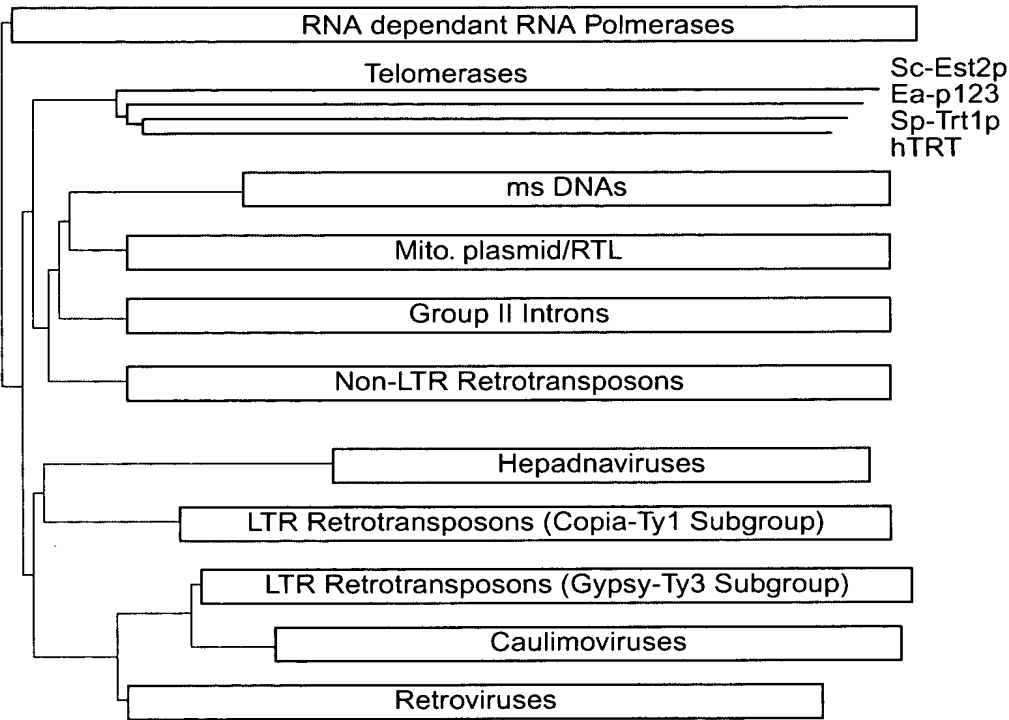 RNA dependant RNA Polmerases
Telomerases
Sc-Est2p
Ea-p123
Sp-Trt1p
hTRT
ms DNAs
Mito. plasmid/RTL
Group II Introns
Non-LTR Retrotransposons
Hepadnaviruses
LTR Retrotransposons (Copia-Ty1 Subgroup)
LTR Retrotransposons (Gypsy-Ty3 Subgroup)
Caulimoviruses
Retroviruses